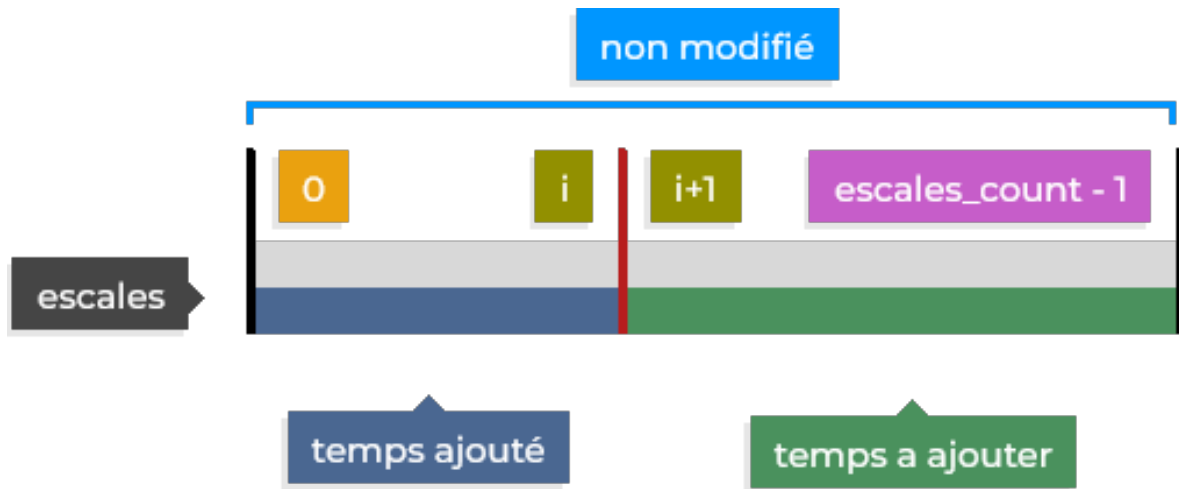 non modifié
0
i
i+1
escales_count - 1
escales
temps ajouté
temps a ajouter